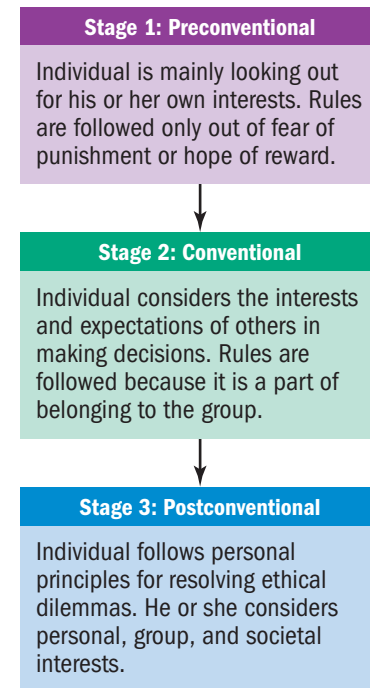 Stage 1: Preconventional
Individual is mainly looking out
for his or her own interests. Rules
are followed only out of fear of
punishment or hope of reward.
Stage 2: Conventional
Individual considers the interests
and expectations of others in
making decisions. Rules are
followed because it is a part of
belonging to the group.
Stage 3: Postconventional
Individual follows personal
principles for resolving ethical
dilemmas. He or she considers
personal, group, and societal
interests.